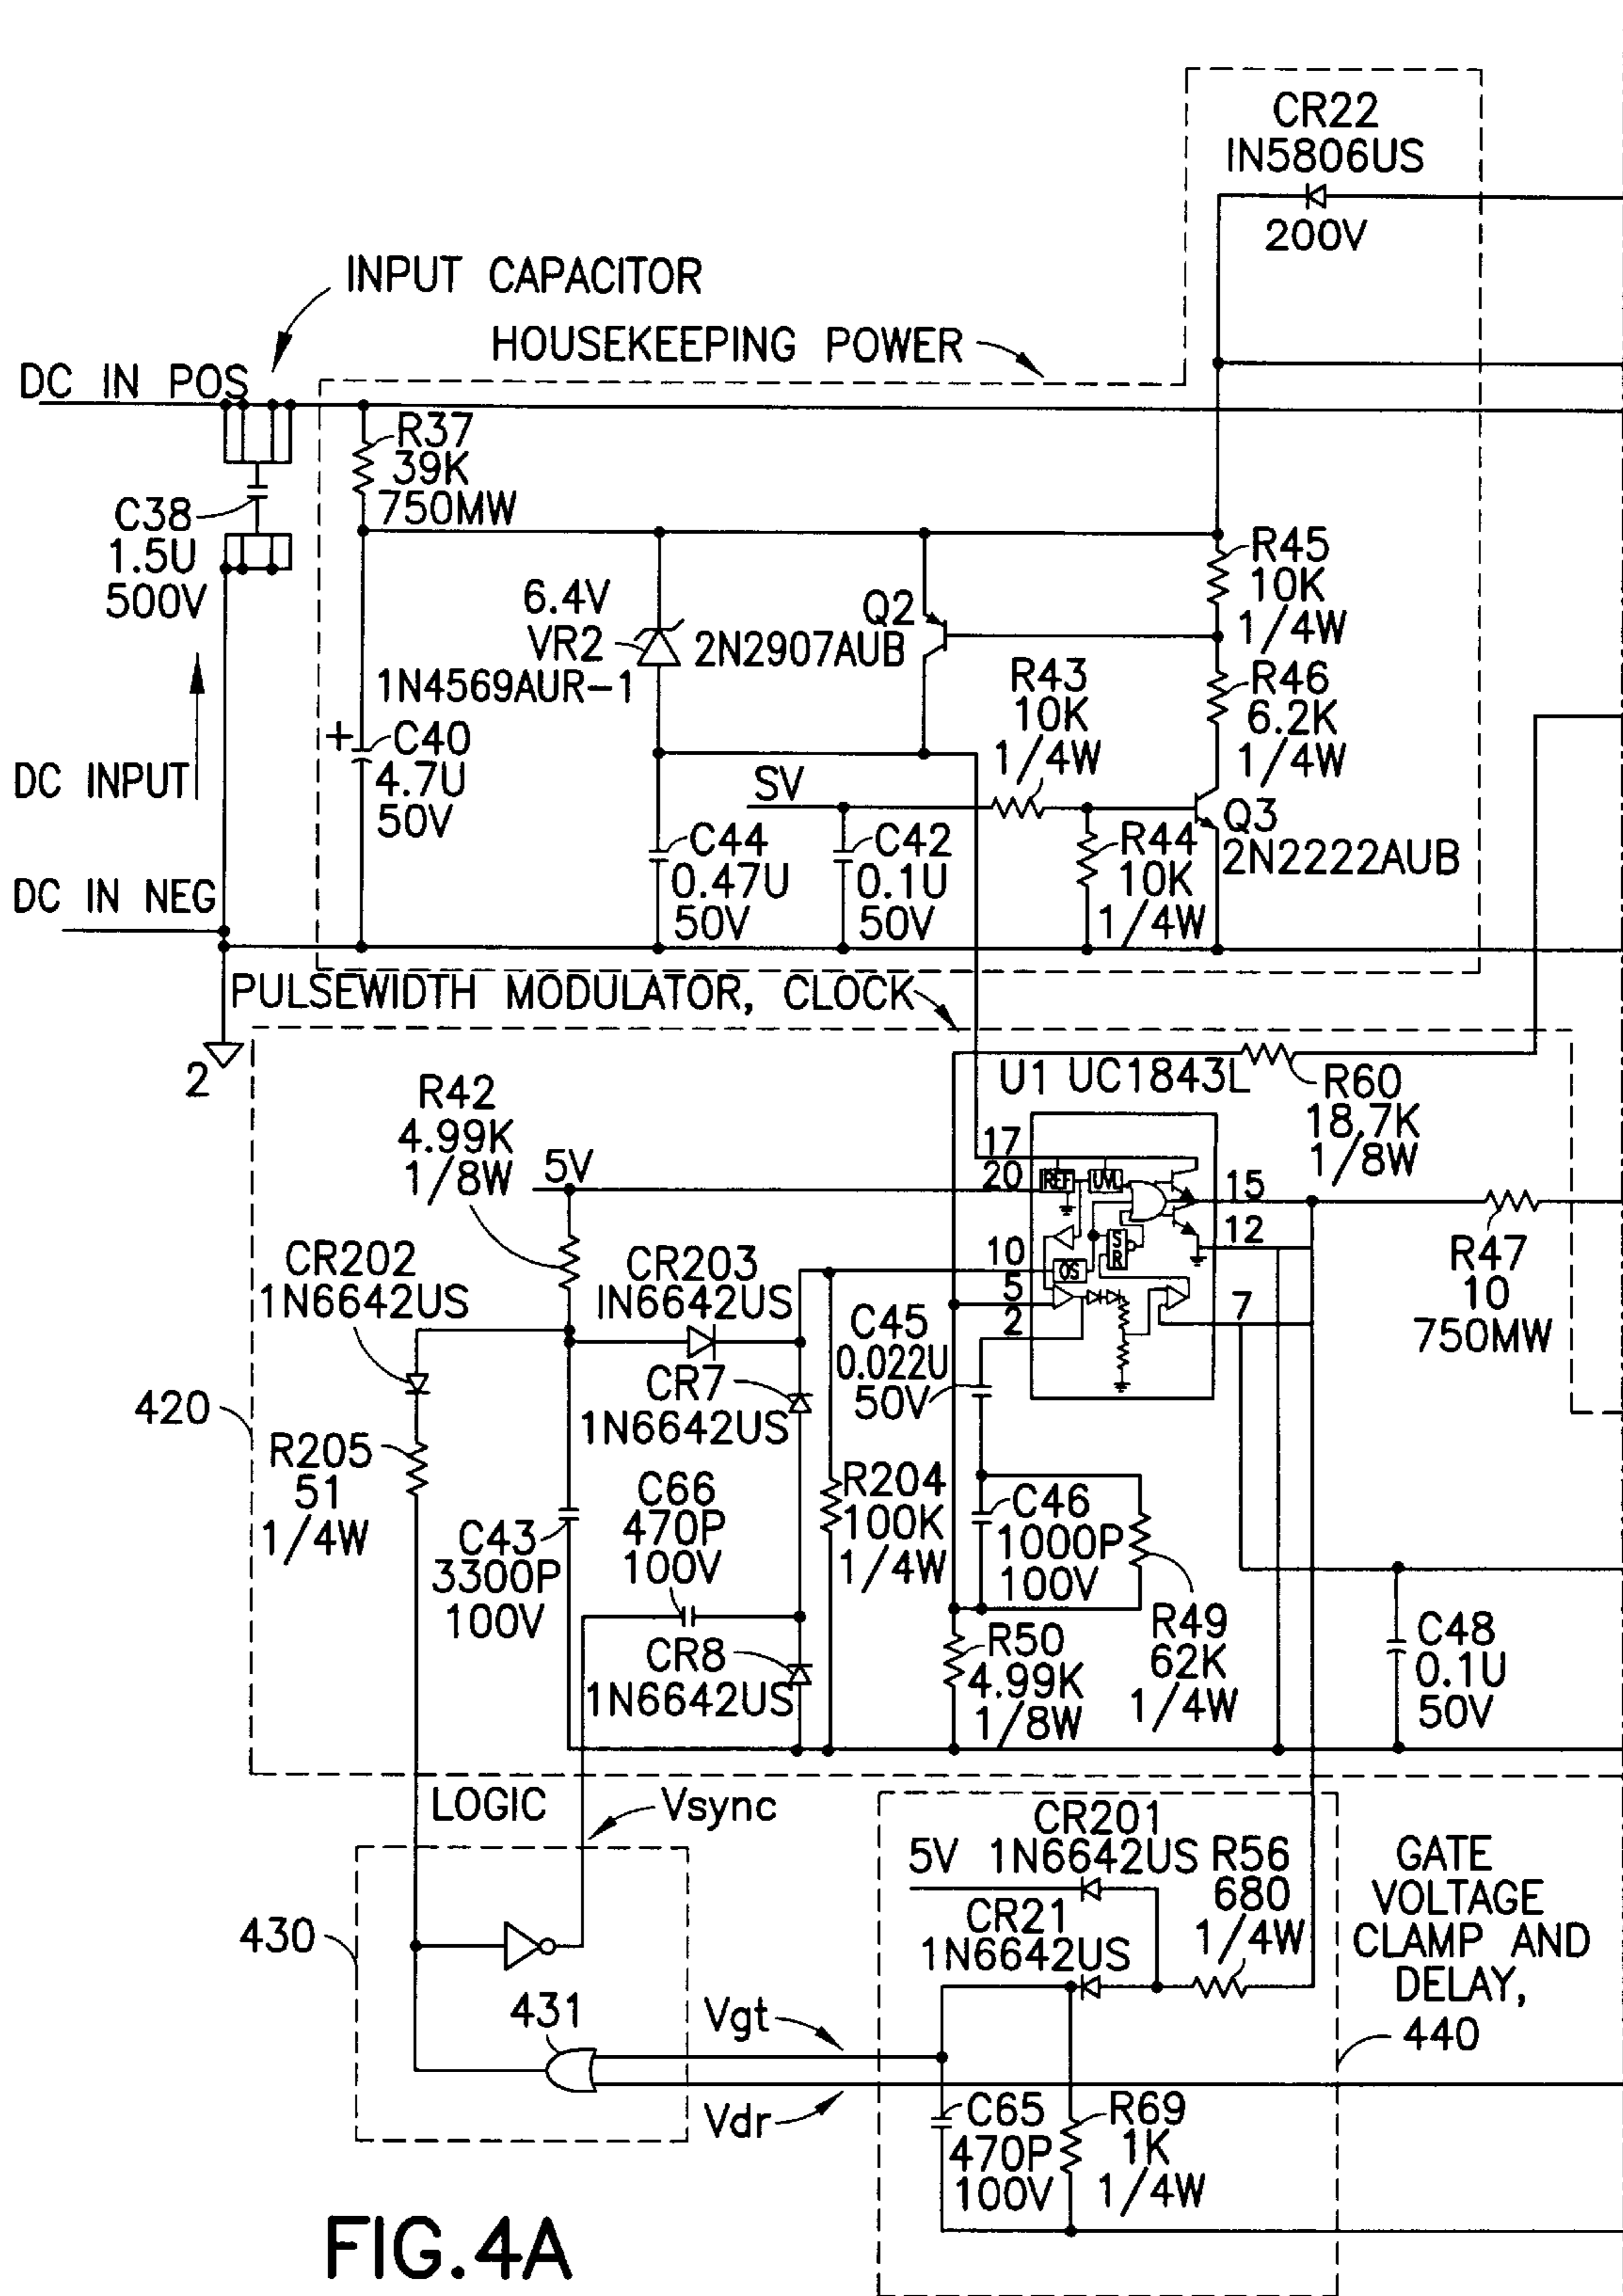 CR22
IN5806US
200V
INPUT CAPACITOR
HOUSEKEEPING POWER
DC IN POS
R37
39K
750MW
C38
1.5U
500V
R45
10K
1/4W
6.4V
VR2
1N4569AUR-1
Q2
2N2907AUB
R43
10K
1/4W
R46
6.2K
1/4W
+
C40
4.7U
50V
DC INPUT
SV
Q3
2N2222AUB
C44
0.47U
50V
C42
0.1U
50V
R44
10K
1/4W
DC IN NEG
2
PULSEWIDTH MODULATOR, CLOCK
U1 UC1843L
R60
18.7K
1/8W
R42
4.99K
1/8W
5V
17
20
10
5
2
REF
UVL
S
R
OS
15
12
7
R47
10
750MW
CR202
1N6642US
CR203
IN6642US
C45
0.022U
50V
CR7
1N6642US
420
R205
51
1/4W
C43
3300P
100V
C66
470P
100V
R204
100K
1/4W
C46
1000P
100V
CR8
1N6642US
R50
4.99K
1/8W
R49
62K
1/4W
C48
0.1U
50V
LOGIC
Vsync
430
431
CR201
5V 1N6642US
R56
680
1/4W
CR21
1N6642US
GATE
VOLTAGE
CLAMP AND
DELAY,
440
Vgt
Vdr
C65
470P
100V
R69
1K
1/4W
FIG.4A